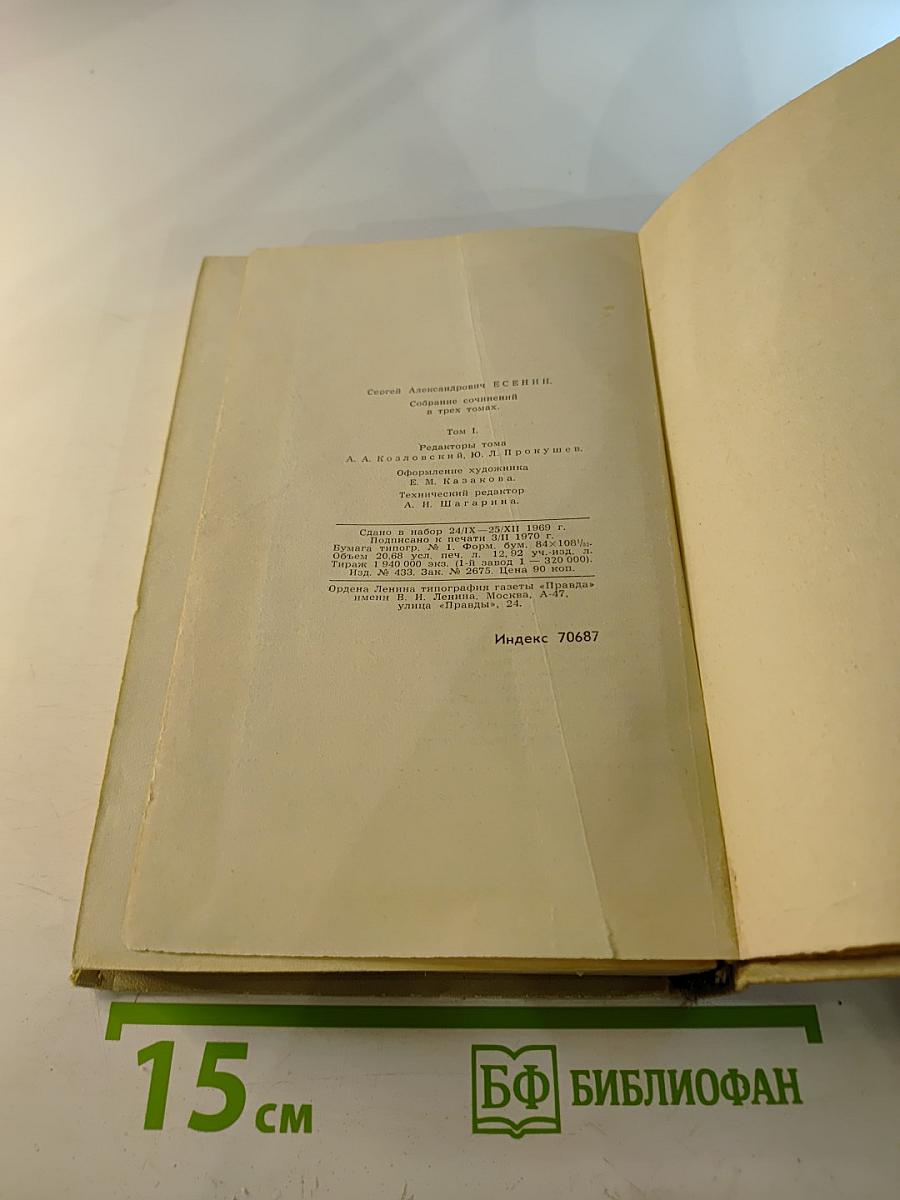 Сергей Александрович ЕСЕНИН.
Собрание сочинений
в трех томах.
Том I.
Редакторы тома
А. А. Козловский, Ю. Л. Прокушев.
Оформление художника
Е. М. Казакова.
Технический редактор
А. И. Шагарина.
Сдано в набор 24/IX—25/XII 1969 г.
Подписано к печати 3/II 1970 г.
Бумага типогр. № 1. Форм. бум. 84×108¹/₃₂.
Объем 20,68 усл. печ. л. 12,92 уч.-изд. л.
Тираж 1 940 000 экз. (1-й завод 1 — 320 000).
Изд. № 433. Зак. № 2675. Цена 90 коп.
Ордена Ленина типография газеты «Правда»
имени В. И. Ленина. Москва, А-47,
улица «Правды», 24.
Индекс 70687
15 см
БФ БИБЛИОФАН